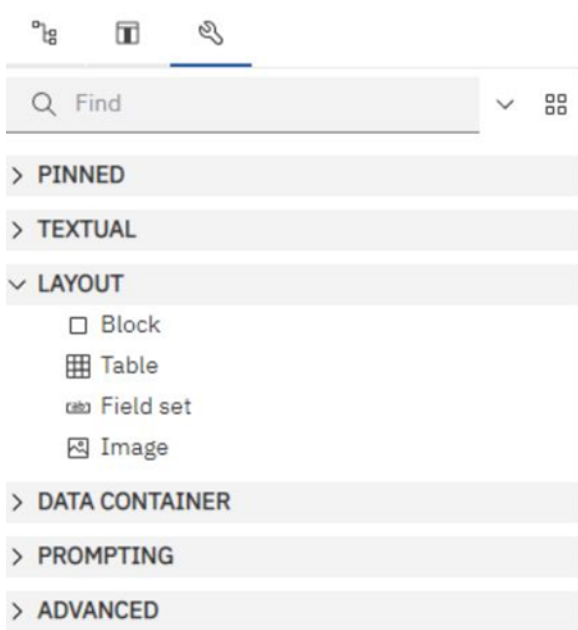 Find
PINNED
TEXTUAL
LAYOUT
Block
Table
Field set
Image
DATA CONTAINER
PROMPTING
ADVANCED